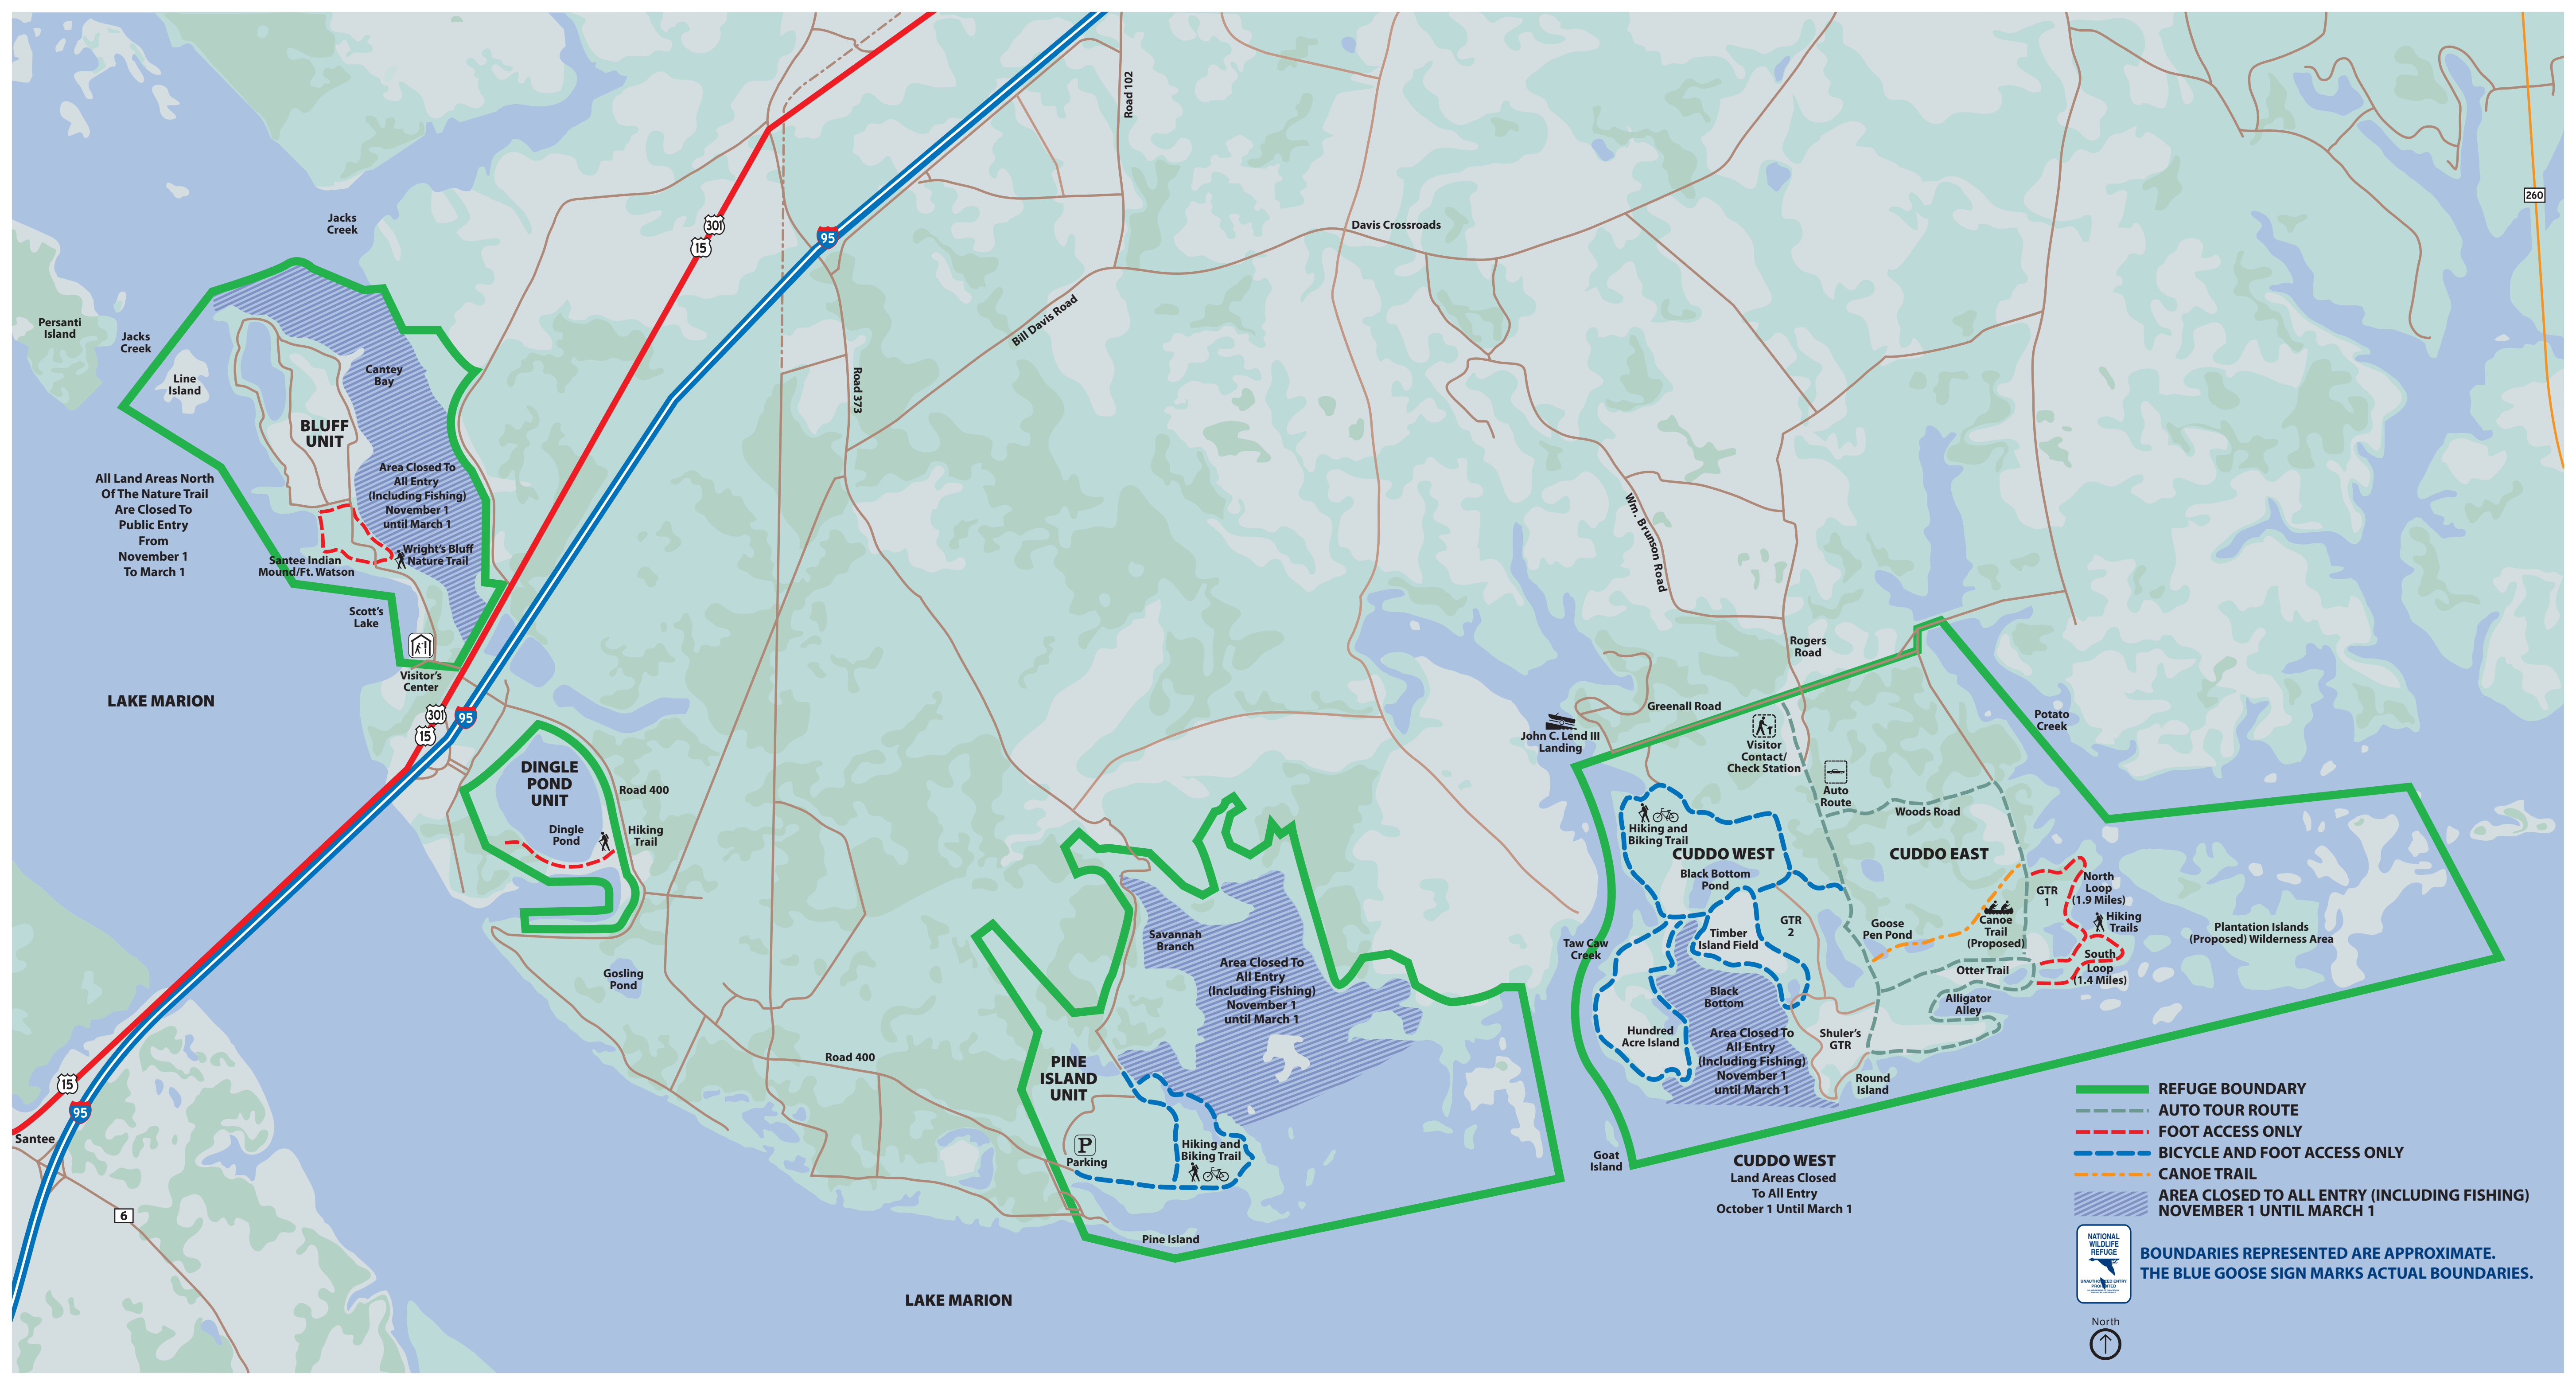 Road 102
260
Jacks
Creek
301
15
95
Davis Crossroads
Persanti
Island
Jacks
Creek
Line
Island
Cantey
Bay
Bill Davis Road
Road 373
BLUFF
UNIT
All Land Areas North
Of The Nature Trail
Are Closed To
Public Entry
From
November 1
To March 1
Area Closed To
All Entry
(Including Fishing)
November 1
until March 1
Wright's Bluff
Nature Trail
Santee Indian
Mound/Ft. Watson
Scott's
Lake
Visitor's
Center
LAKE MARION
301
15
95
Wm. Brunson Road
Rogers
Road
Greenall Road
John C. Lend III
Landing
Visitor
Contact/
Check Station
Potato
Creek
DINGLE
POND
UNIT
Road 400
Dingle
Pond
Hiking
Trail
Auto
Route
Woods Road
Hiking and
Biking Trail
CUDDO WEST
CUDDO EAST
Black Bottom
Pond
GTR
1
North
Loop
(1.9 Miles)
Hiking
Trails
GTR
2
Goose
Pen Pond
Canoe
Trail
(Proposed)
Timber
Island Field
Plantation Islands
(Proposed) Wilderness Area
Taw Caw
Creek
Savannah
Branch
Area Closed To
All Entry
(Including Fishing)
November 1
until March 1
South
Loop
(1.4 Miles)
Otter Trail
Gosling
Pond
Black
Bottom
Alligator
Alley
Hundred
Acre Island
Area Closed To
All Entry
(Including Fishing)
November 1
until March 1
Shuler's
GTR
Round
Island
Road 400
PINE
ISLAND
UNIT
15
95
Santee
6
P
Parking
Hiking and
Biking Trail
Goat
Island
CUDDO WEST
Land Areas Closed
To All Entry
October 1 Until March 1
Pine Island
LAKE MARION
REFUGE BOUNDARY
AUTO TOUR ROUTE
FOOT ACCESS ONLY
BICYCLE AND FOOT ACCESS ONLY
CANOE TRAIL
AREA CLOSED TO ALL ENTRY (INCLUDING FISHING)
NOVEMBER 1 UNTIL MARCH 1
NATIONAL
WILDLIFE
REFUGE
UNAUTHORIZED ENTRY
PROHIBITED
BOUNDARIES REPRESENTED ARE APPROXIMATE.
THE BLUE GOOSE SIGN MARKS ACTUAL BOUNDARIES.
North